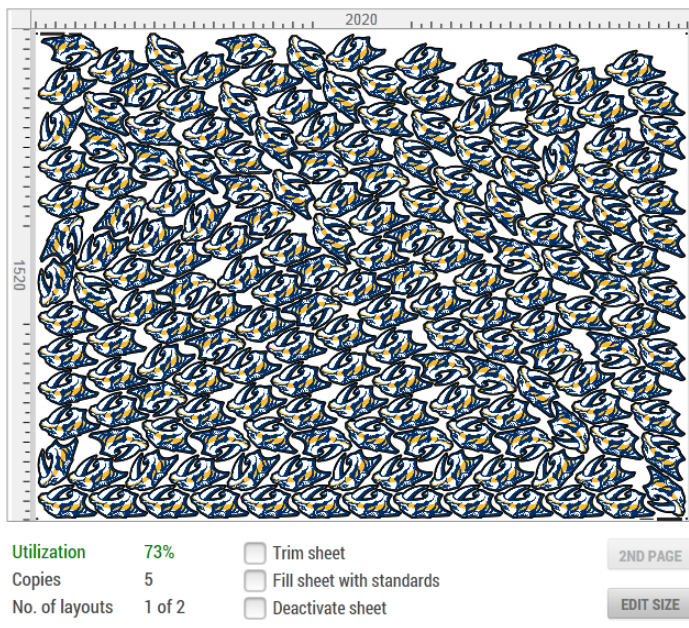 2020
1520
Utilization 73% Trim sheet 2ND PAGE
Copies 5 Fill sheet with standards
No. of layouts 1 of 2 Deactivate sheet EDIT SIZE